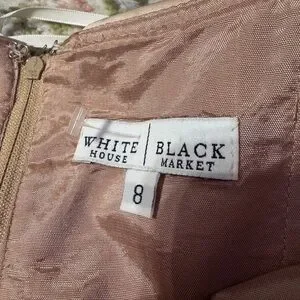 WHITE | BLACK
HOUSE | MARKET
8